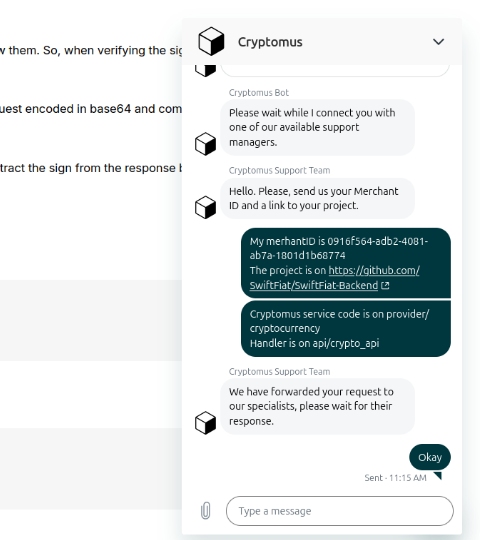 w them. So, when verifying the sig
uest encoded in base64 and com
tract the sign from the response b
Cryptomus
Cryptomus Bot
Please wait while I connect you with
one of our available support
managers.
Cryptomus Support Team
Hello. Please, send us your Merchant
ID and a link to your project.
My merhantID is 0916f564-adb2-4081-
ab7a-1801d1b68774
The project is on https://github.com/
SwiftFiat/SwiftFiat-Backend
Cryptomus service code is on provider/
cryptocurrency
Handler is on api/crypto_api
Cryptomus Support Team
We have forwarded your request to
our specialists, please wait for their
response.
Okay
Sent · 11:15 AM
Type a message